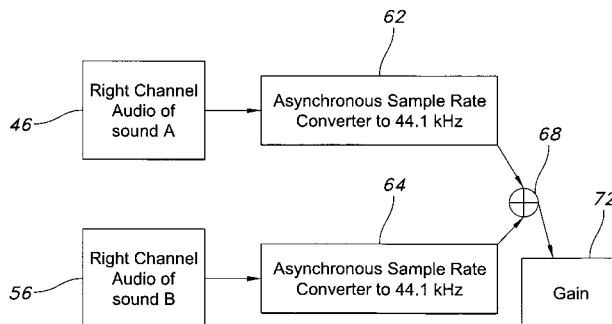 62
Right Channel
Audio of
sound A
Asynchronous Sample Rate
Converter to 44.1 kHz
46
68
64
72
Right Channel
Audio of
sound B
Asynchronous Sample Rate
Converter to 44.1 kHz
Gain
56